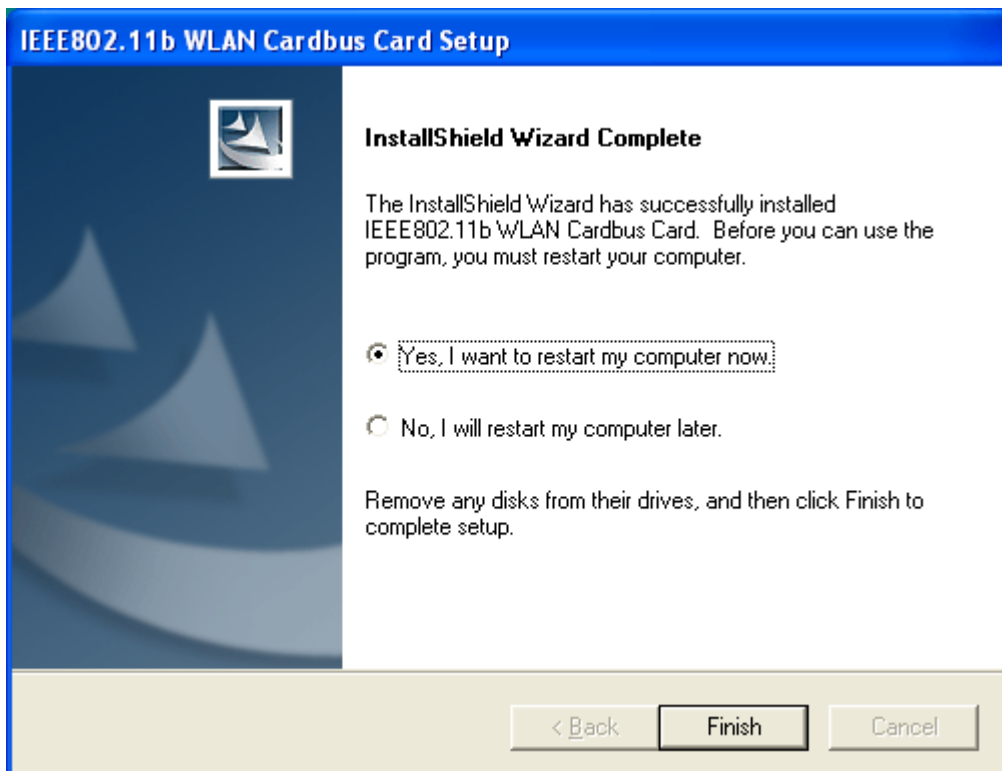 IEEE802.11b WLAN Cardbus Card Setup
InstallShield Wizard Complete
The InstallShield Wizard has successfully installed
IEEE802.11b WLAN Cardbus Card.  Before you can use the
program, you must restart your computer.
Yes, I want to restart my computer now.
No, I will restart my computer later.
Remove any disks from their drives, and then click Finish to
complete setup.
< Back
Finish
Cancel